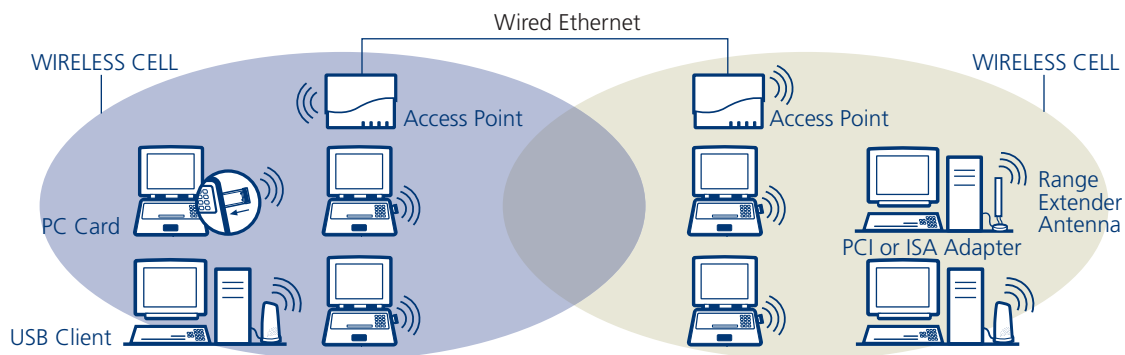 Wired Ethernet
WIRELESS CELL
WIRELESS CELL
Access Point
Access Point
PC Card
Range
Extender
Antenna
PCI or ISA Adapter
USB Client